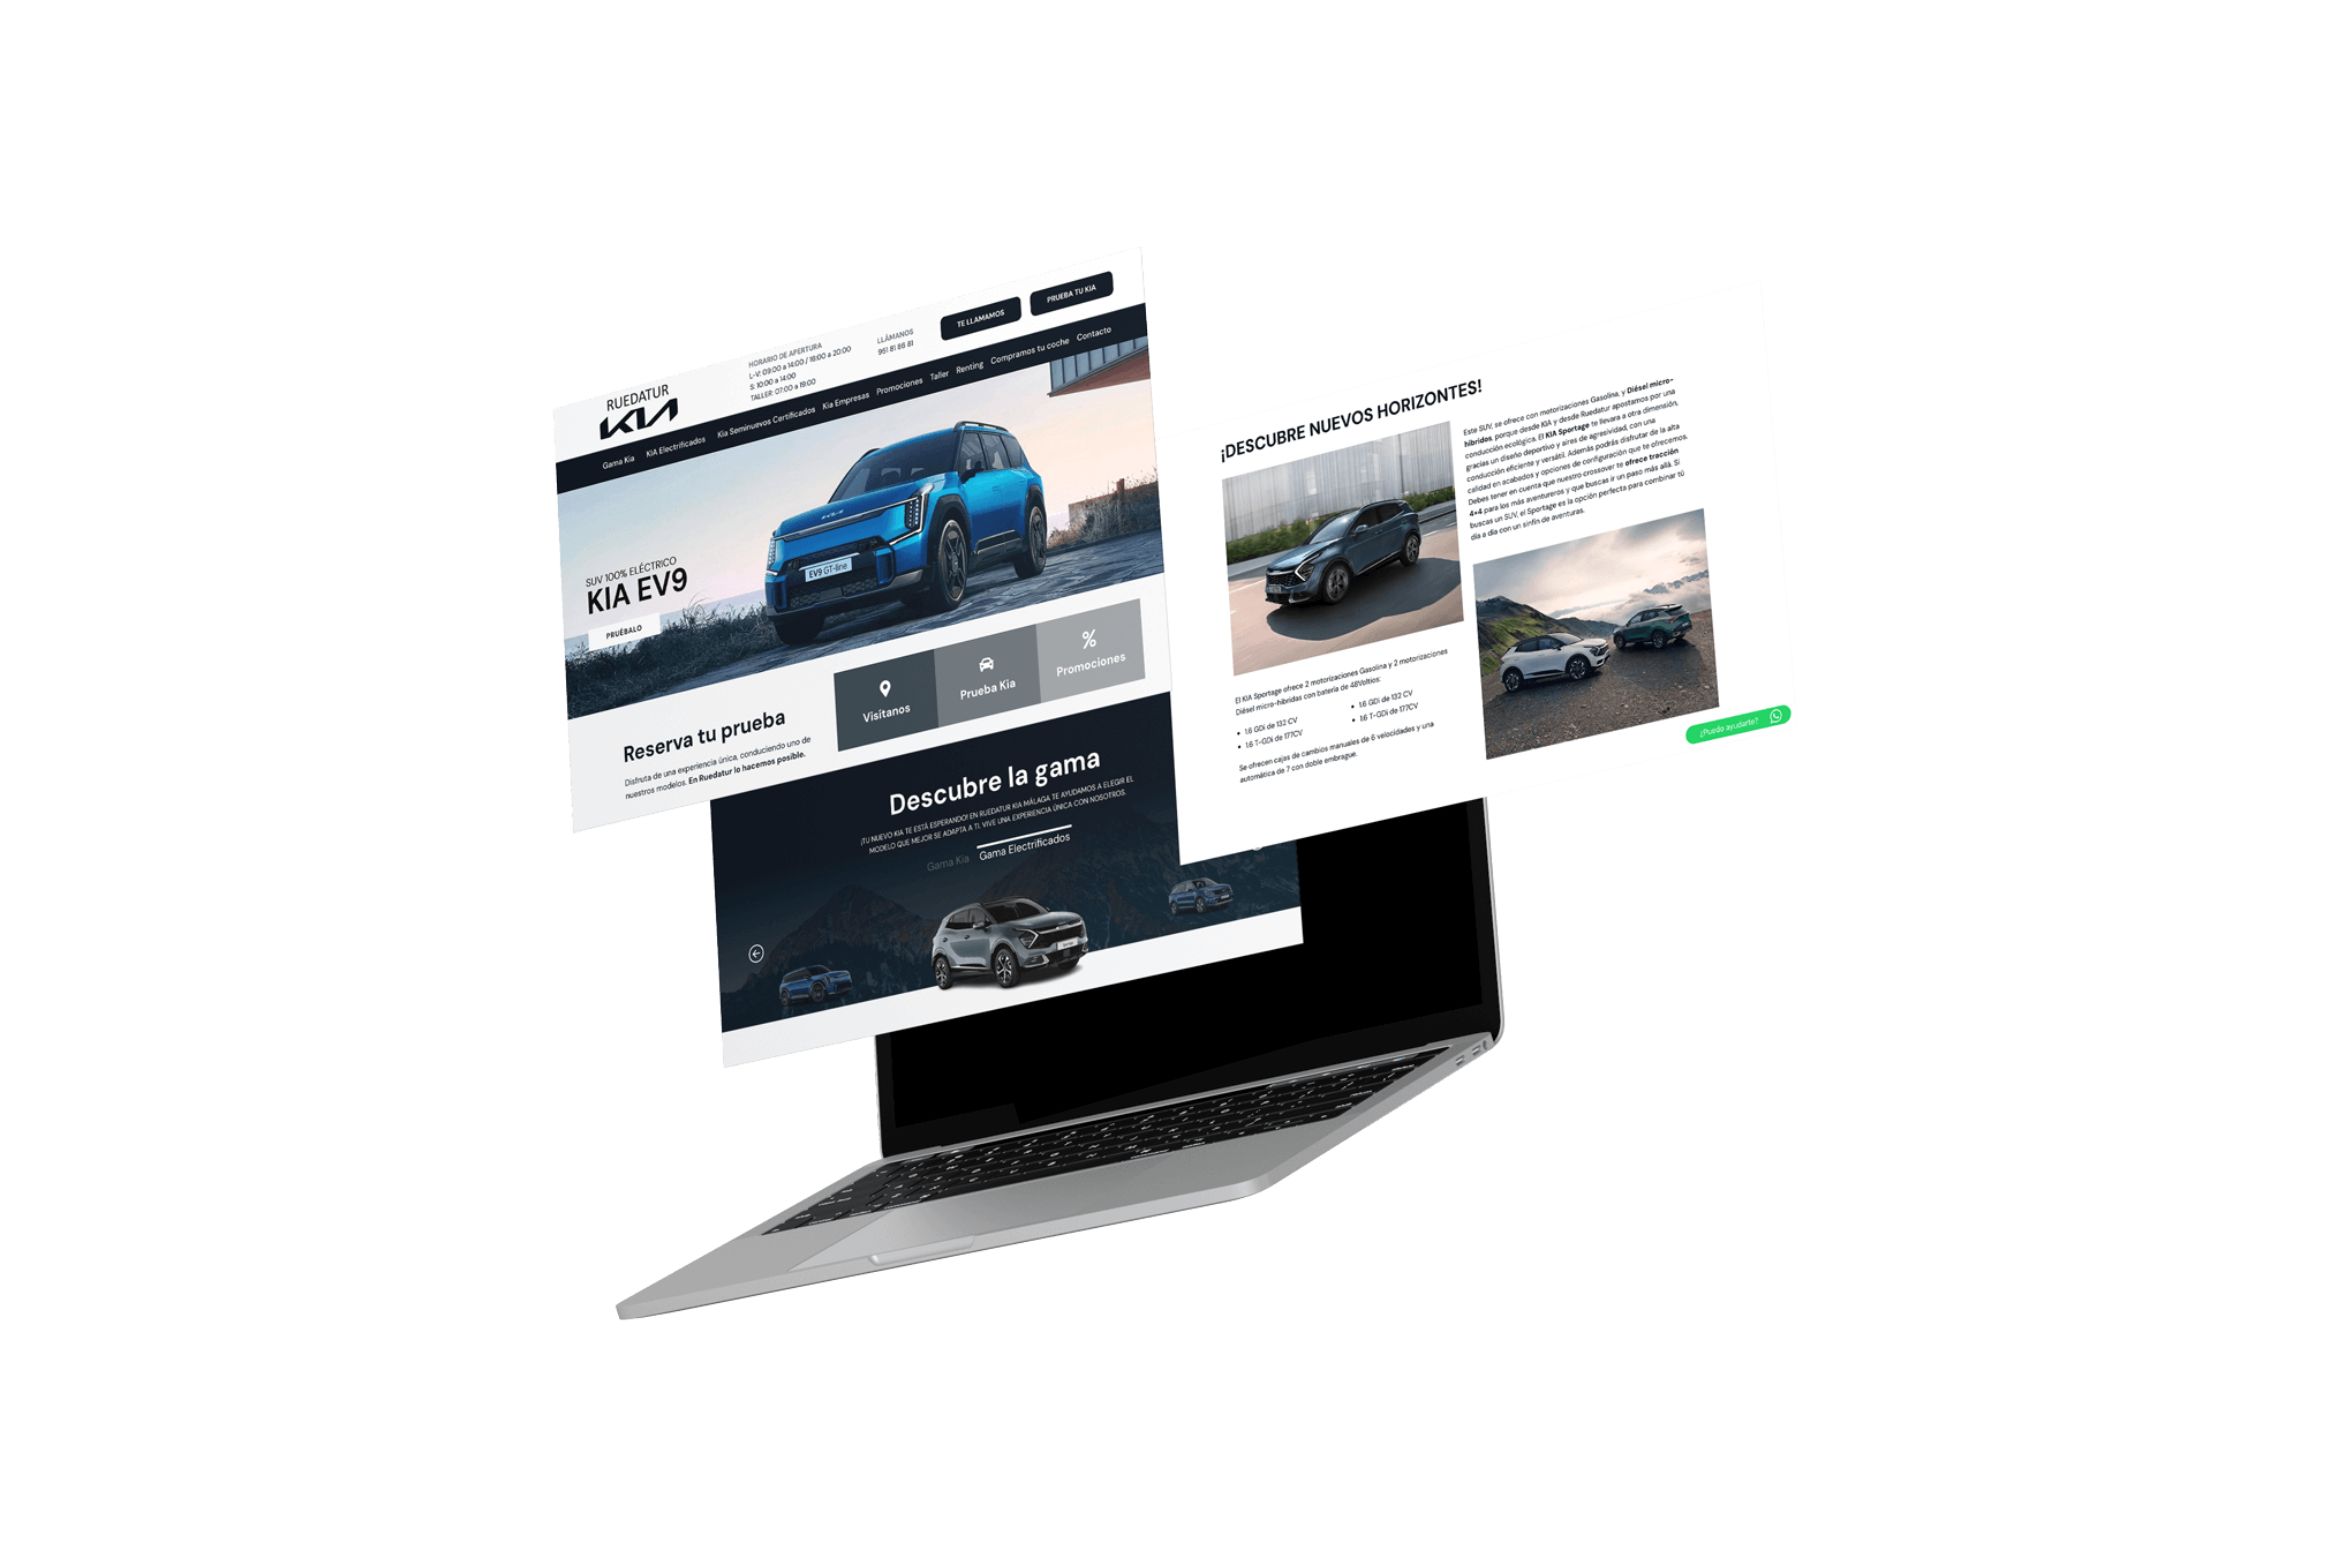 RUEDATUR
KIA
HORARIO DE APERTURA
L-V: 09:00 a 14:00 / 16:00 a 20:00
S: 10:00 a 14:00
TALLER: 07:00 a 19:00
LLÁMANOS
951 81 86 81
TE LLAMAMOS
PRUEBA TU KIA
Gama Kia
KIA Electrificados
Kia Seminuevos Certificados
Kia Empresas
Promociones
Taller
Renting
Compramos tu coche
Contacto
SUV 100% ELÉCTRICO
KIA EV9
PRUÉBALO
EV9 GT-line
Reserva tu prueba
Disfruta de una experiencia única, conduciendo uno de
nuestros modelos. En Ruedatur lo hacemos posible.
Visítanos
Prueba Kia
Promociones
Descubre la gama
¡TU NUEVO KIA TE ESTÁ ESPERANDO! EN RUEDATUR KIA MÁLAGA TE AYUDAMOS A ELEGIR EL
MODELO QUE MEJOR SE ADAPTA A TI. VIVE UNA EXPERIENCIA ÚNICA CON NOSOTROS.
Gama Kia
Gama Electrificados
¡DESCUBRE NUEVOS HORIZONTES!
Este SUV, se ofrece con motorizaciones Gasolina, y Diésel micro-
híbridos, porque desde KIA y desde Ruedatur apostamos por una
conducción ecológica. El KIA Sportage te llevara a otra dimensión,
gracias un diseño deportivo y aires de agresividad, con una
conducción eficiente y versátil. Además podrás disfrutar de la alta
calidad en acabados y opciones de configuración que te ofrecemos.
Debes tener en cuenta que nuestro crossover te ofrece tracción
4×4 para los más aventureros y que buscas ir un paso más allá. Si
buscas un SUV, el Sportage es la opción perfecta para combinar tú
día a día con un sinfín de aventuras.
El KIA Sportage ofrece 2 motorizaciones Gasolina y 2 motorizaciones
Diésel micro-híbridas con batería de 48Voltios:
• 1.6 GDi de 132 CV
• 1.6 T-GDi de 177CV
• 1.6 GDi de 132 CV
• 1.6 T-GDi de 177CV
Se ofrecen cajas de cambios manuales de 6 velocidades y una
automática de 7 con doble embrague.
¿Puedo ayudarte?